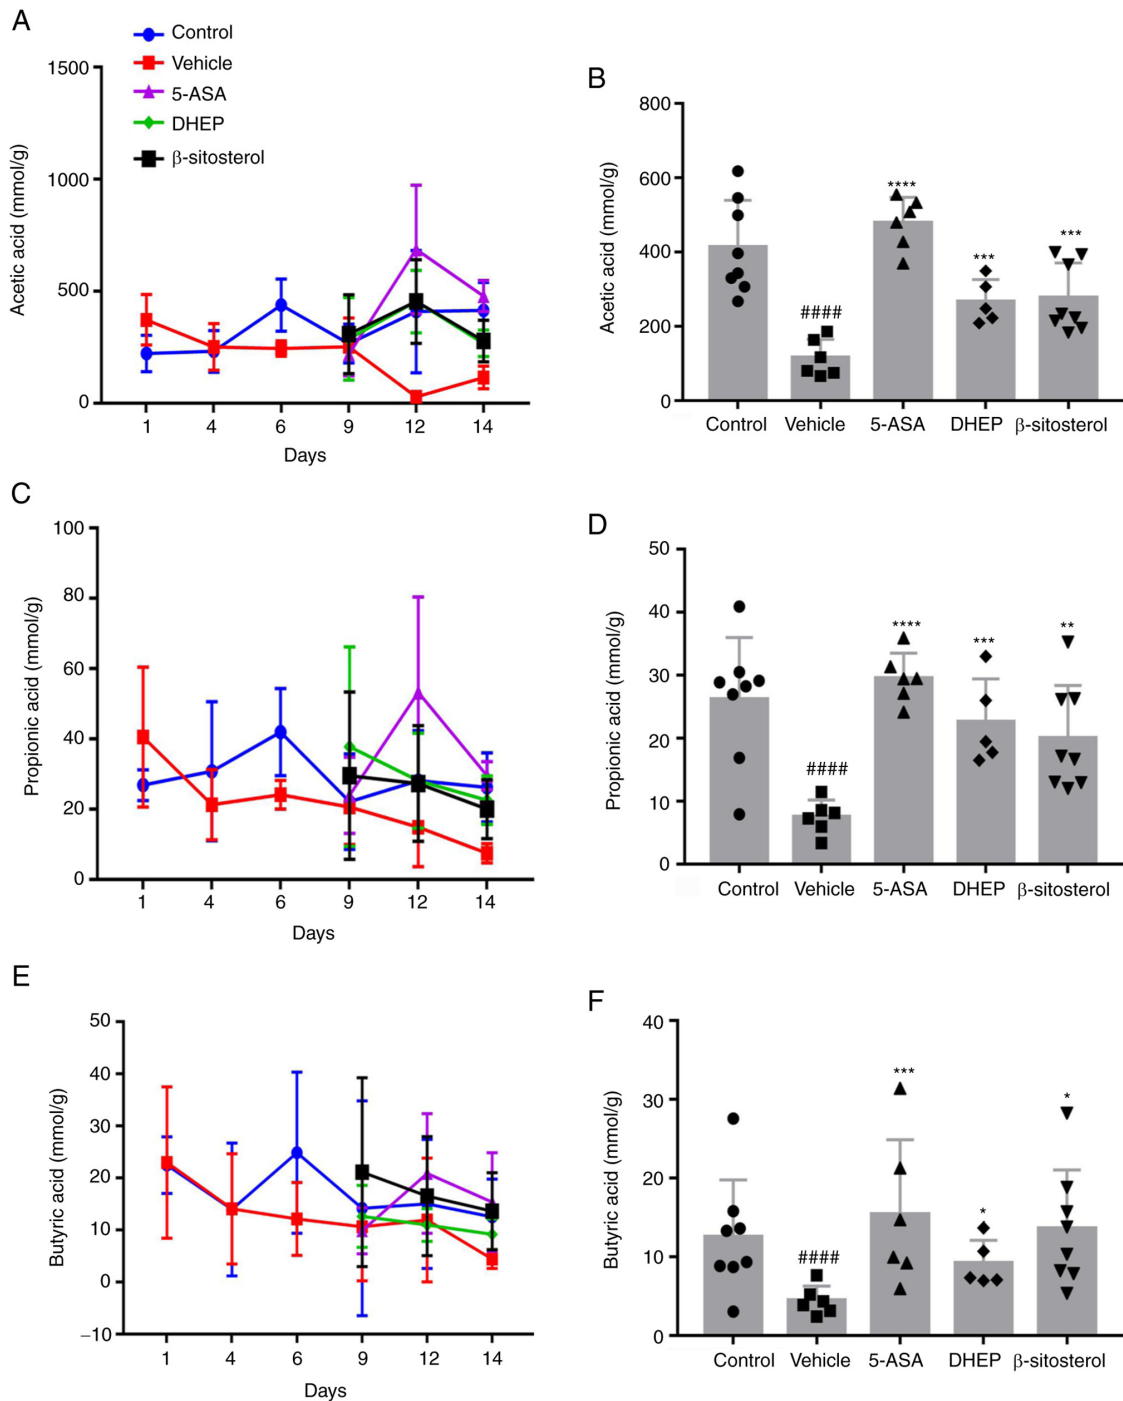 A
Control
Vehicle
5-ASA
DHEP
β-sitosterol
1500
1000
500
0
Acetic acid (mmol/g)
1 4 6 9 12 14
Days
B
800
600
400
200
0
Acetic acid (mmol/g)
####
****
***
***
Control Vehicle 5-ASA DHEP β-sitosterol
C
100
80
60
40
20
0
Propionic acid (mmol/g)
1 4 6 9 12 14
Days
D
50
40
30
20
10
0
Propionic acid (mmol/g)
####
****
***
**
Control Vehicle 5-ASA DHEP β-sitosterol
E
50
40
30
20
10
0
−10
Butyric acid (mmol/g)
1 4 6 9 12 14
Days
F
40
30
20
10
0
Butyric acid (mmol/g)
####
***
*
*
Control Vehicle 5-ASA DHEP β-sitosterol